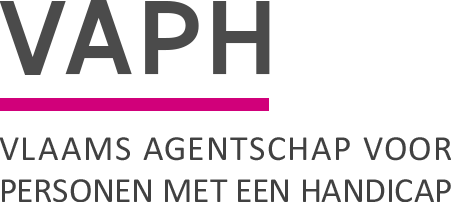 VAPH
VLAAMS AGENTSCHAP VOOR
PERSONEN MET EEN HANDICAP